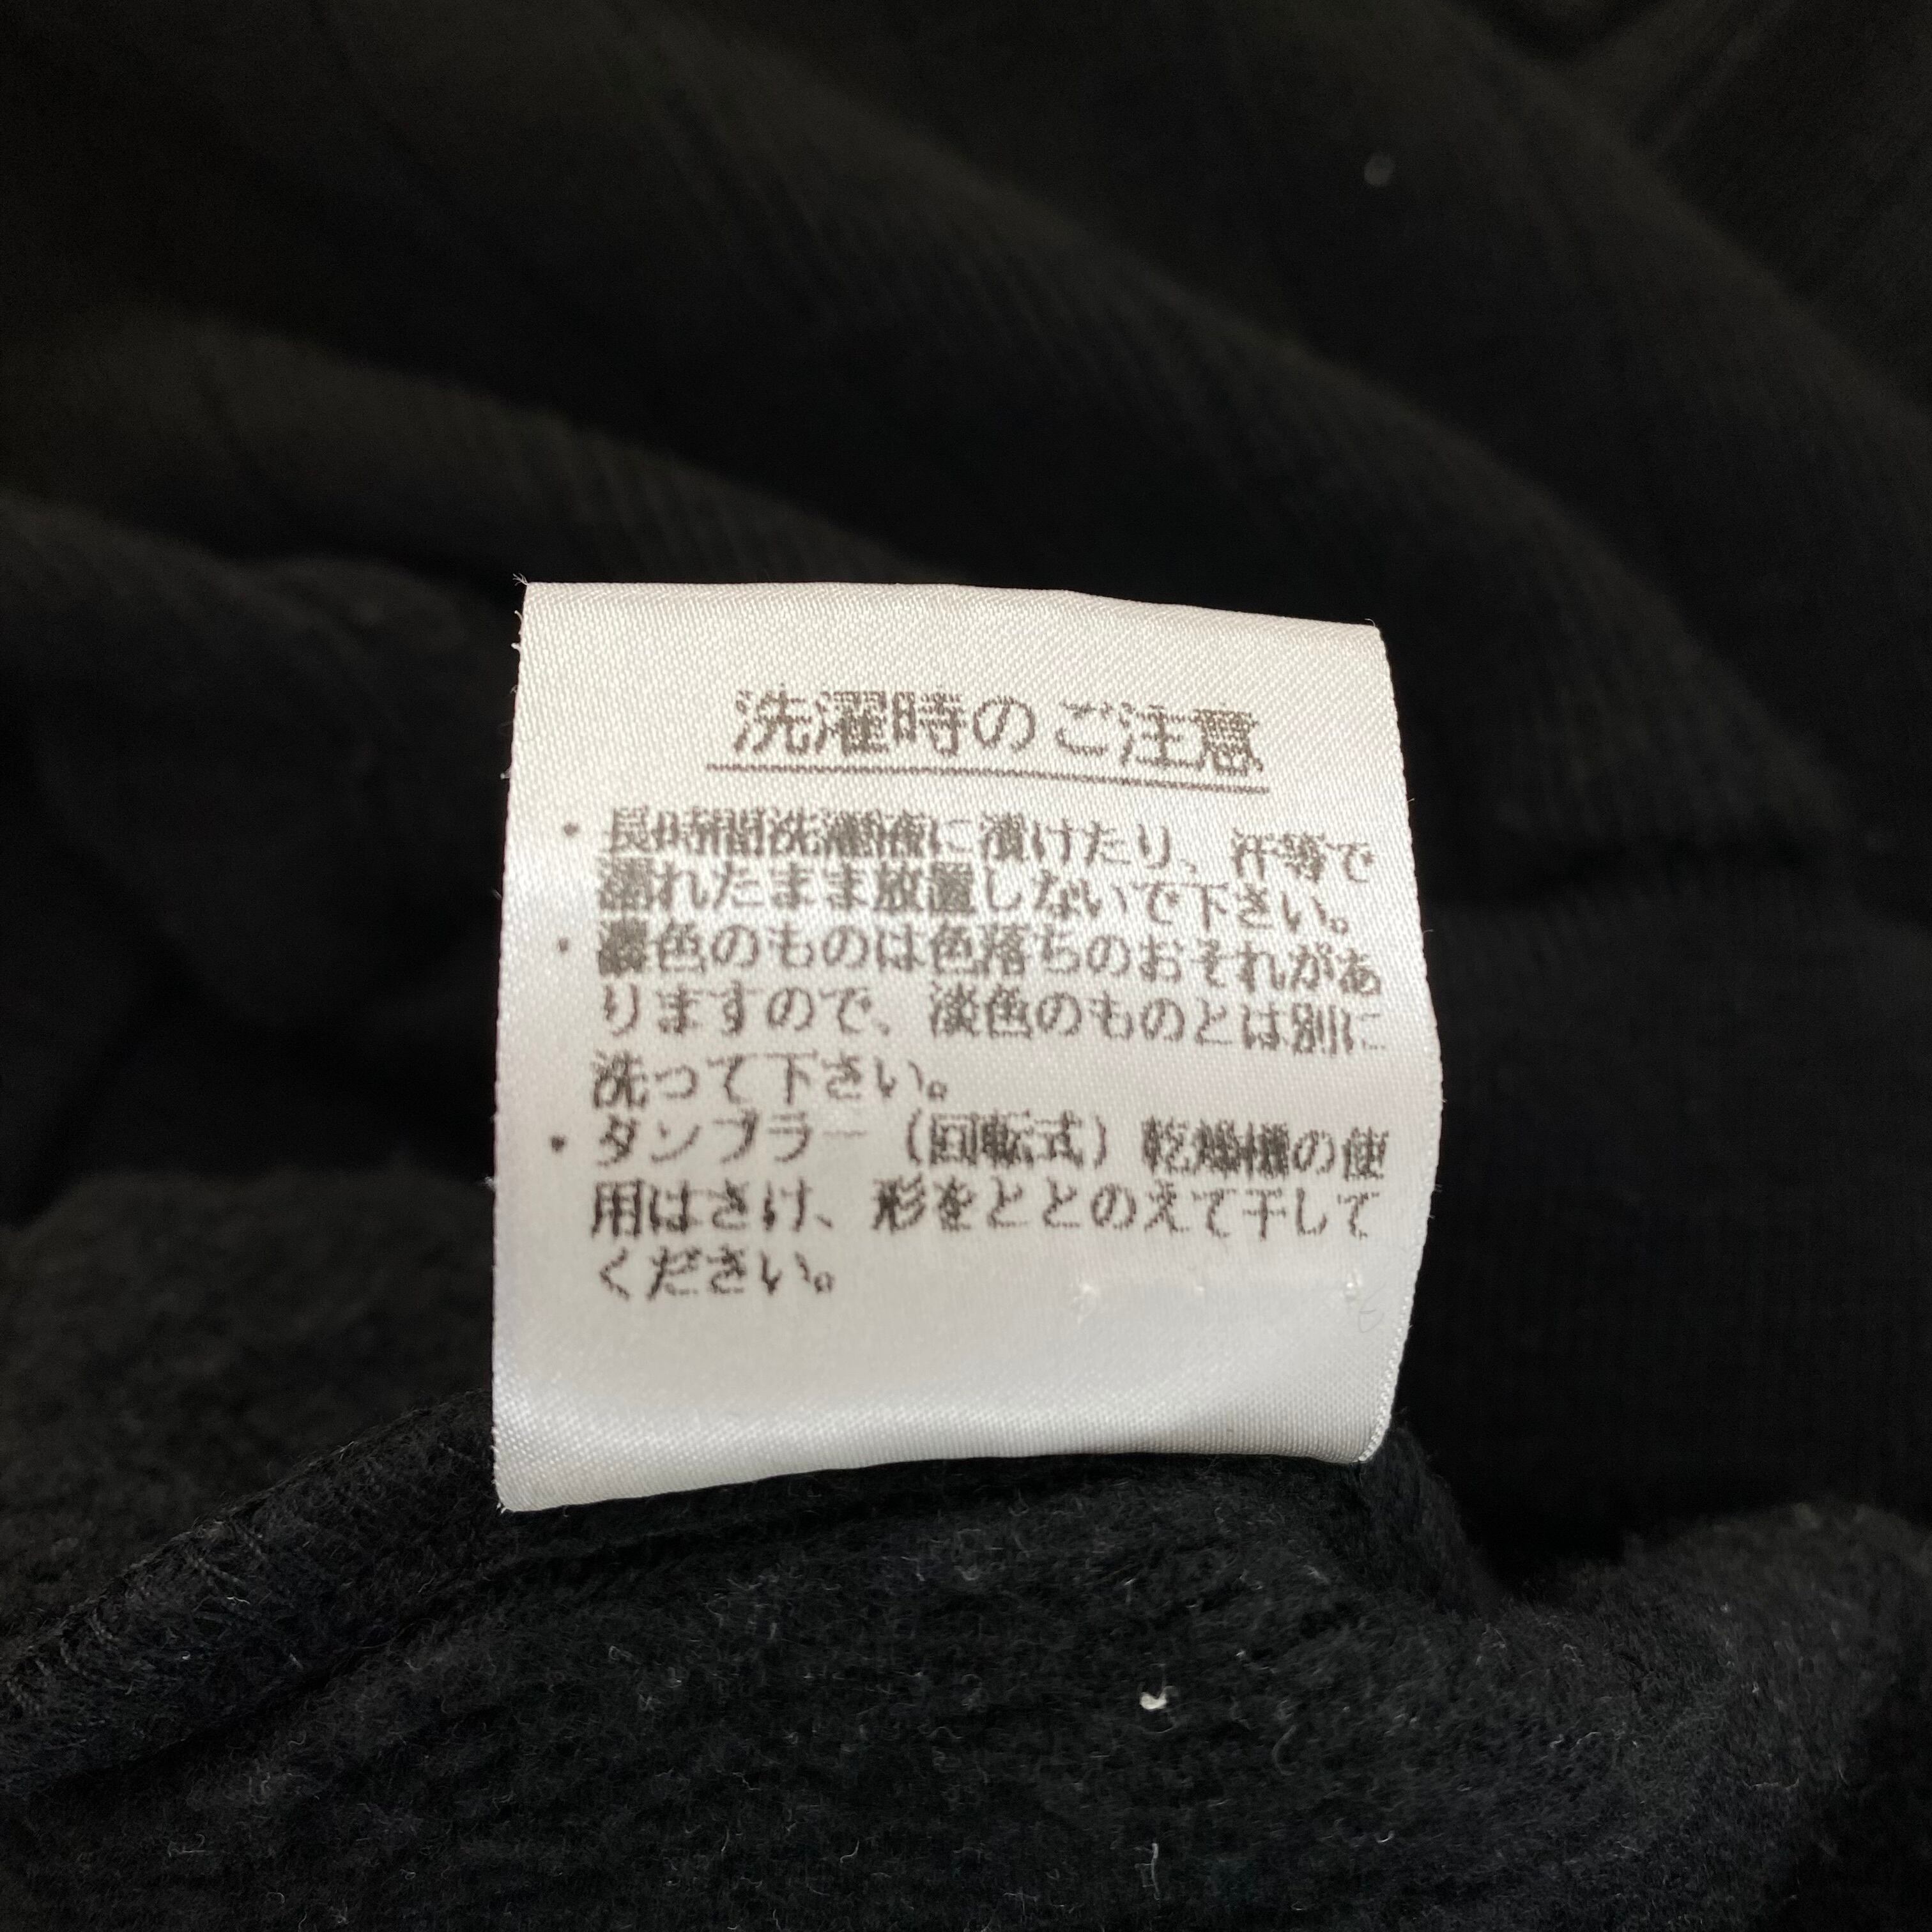 洗濯時のご注意
・長時間洗濯液に漬けたり、汗等で
濡れたまま放置しないで下さい。
・濃色のものは色落ちのおそれがあ
りますので、淡色のものとは別に
洗って下さい。
・タンブラー（回転式）乾燥機の使
用はさけ、形をととのえて干して
ください。